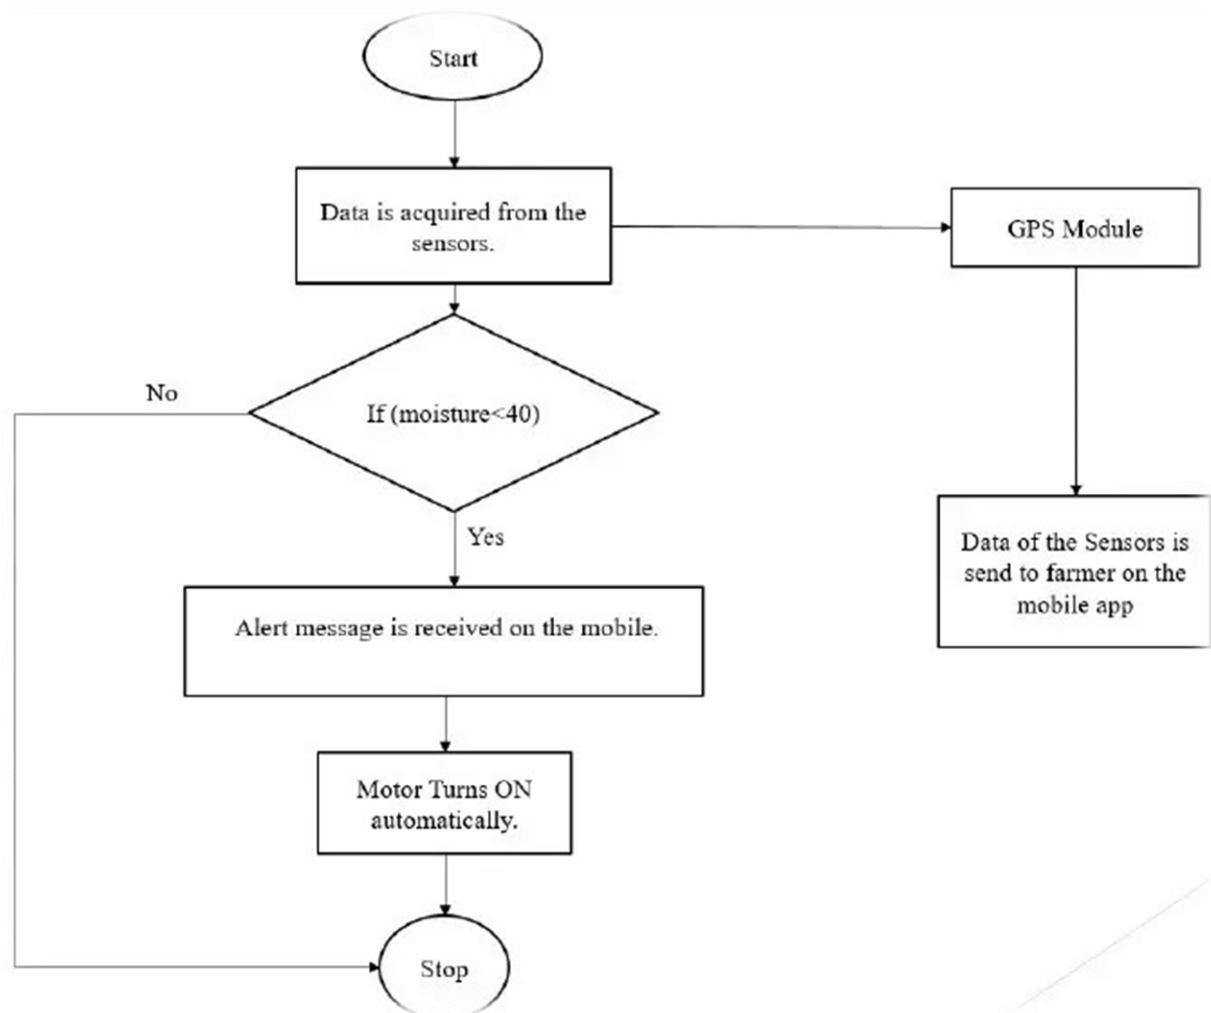 Start
Data is acquired from the
sensors.
GPS Module
No
If (moisture<40)
Yes
Data of the Sensors is
send to farmer on the
mobile app
Alert message is received on the mobile.
Motor Turns ON
automatically.
Stop